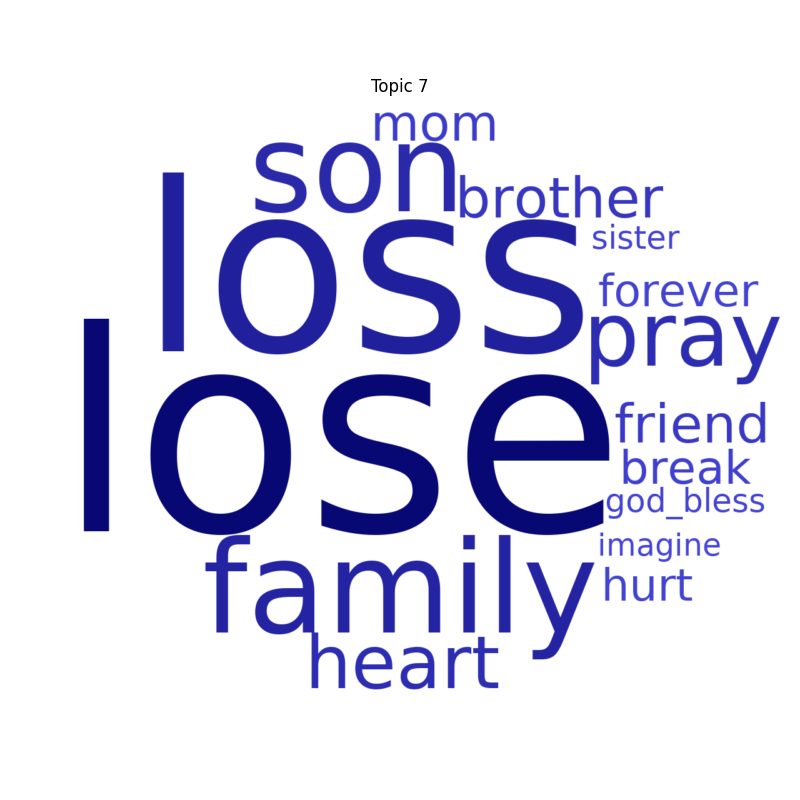 Topic 7
mom
son
brother
loss
sister
forever
pray
lose
friend
break
god_bless
imagine
family
hurt
heart